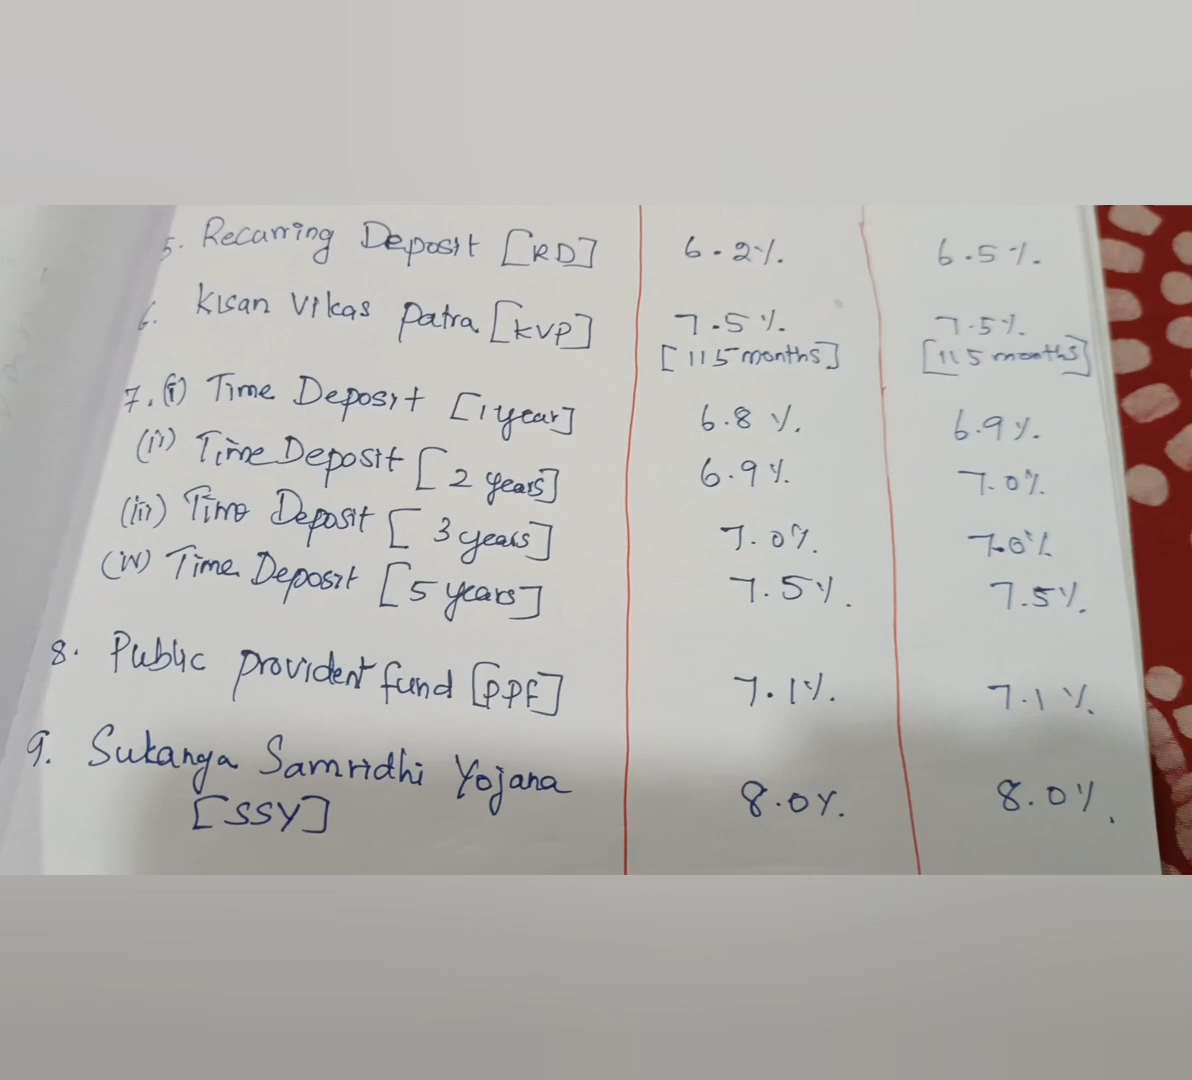 5. Recurring Deposit [RD] 6.2% 6.5%
6. Kisan Vikas Patra [KVP] 7.5% 7.5%
[115 months] [115 months]
7. (i) Time Deposit [1 year] 6.8% 6.9%
(ii) Time Deposit [2 years] 6.9% 7.0%
(iii) Time Deposit [3 years] 7.0% 7.0%
(iv) Time Deposit [5 years] 7.5% 7.5%
8. Public provident fund [PPF] 7.1% 7.1%
9. Sukanya Samridhi Yojana 8.0% 8.0%
[SSY]